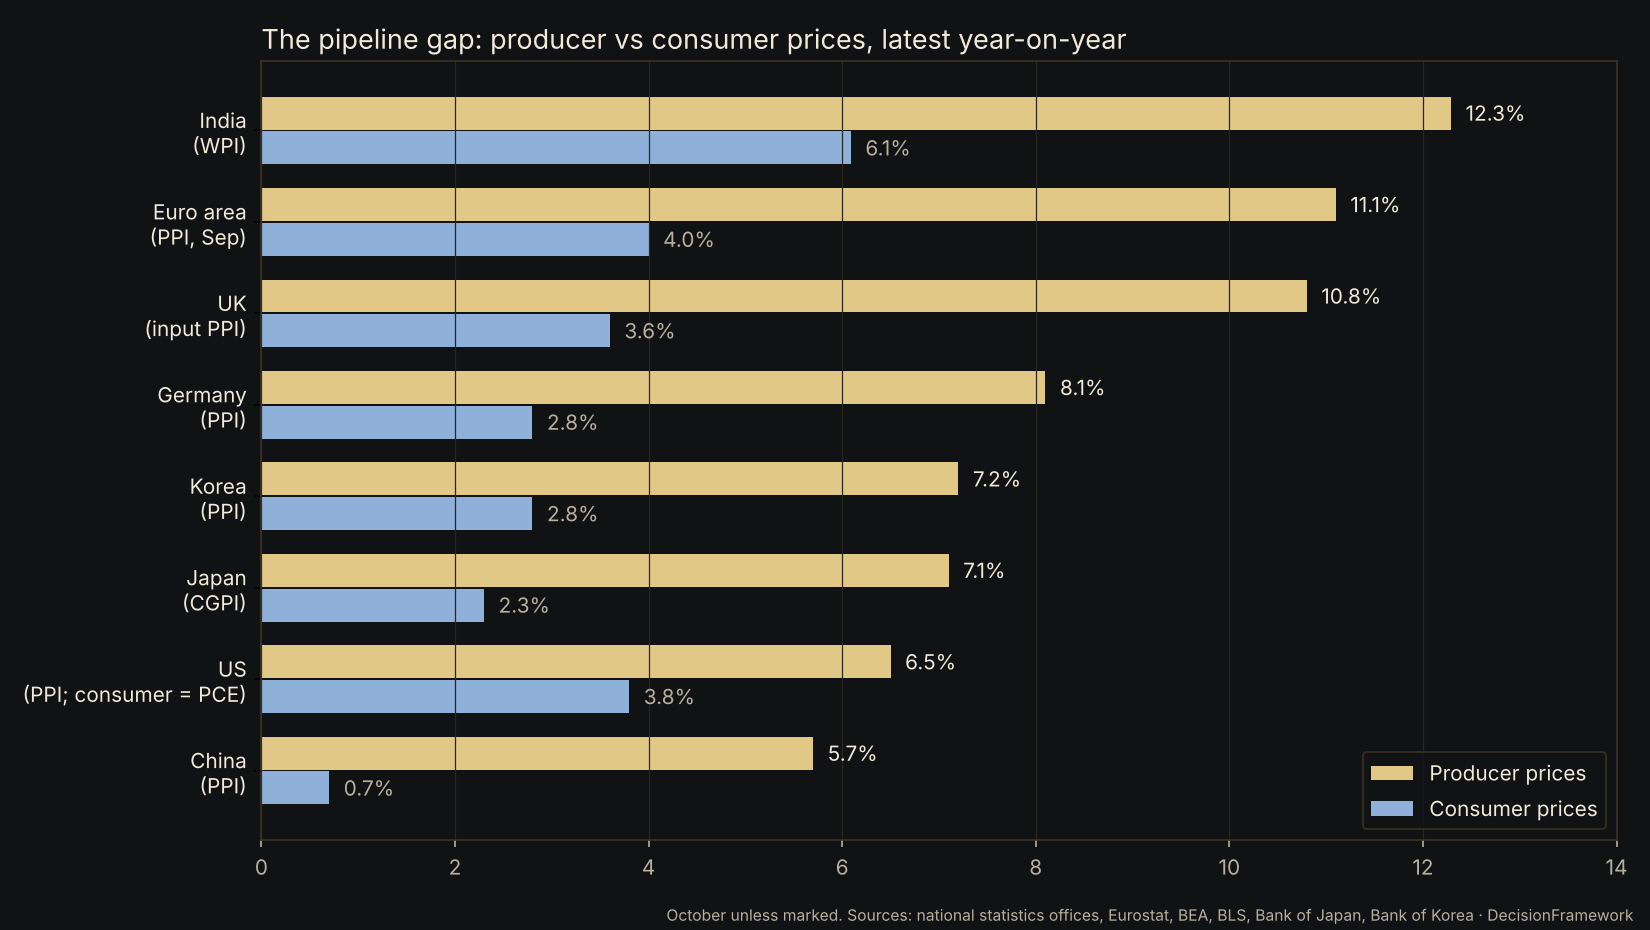 The pipeline gap: producer vs consumer prices, latest year-on-year
India
(WPI)
12.3%
6.1%
Euro area
(PPI, Sep)
11.1%
4.0%
UK
(input PPI)
10.8%
3.6%
Germany
(PPI)
8.1%
2.8%
Korea
(PPI)
7.2%
2.8%
Japan
(CGPI)
7.1%
2.3%
US
(PPI; consumer = PCE)
6.5%
3.8%
China
(PPI)
5.7%
0.7%
Producer prices
Consumer prices
0 2 4 6 8 10 12 14
October unless marked. Sources: national statistics offices, Eurostat, BEA, BLS, Bank of Japan, Bank of Korea · DecisionFramework